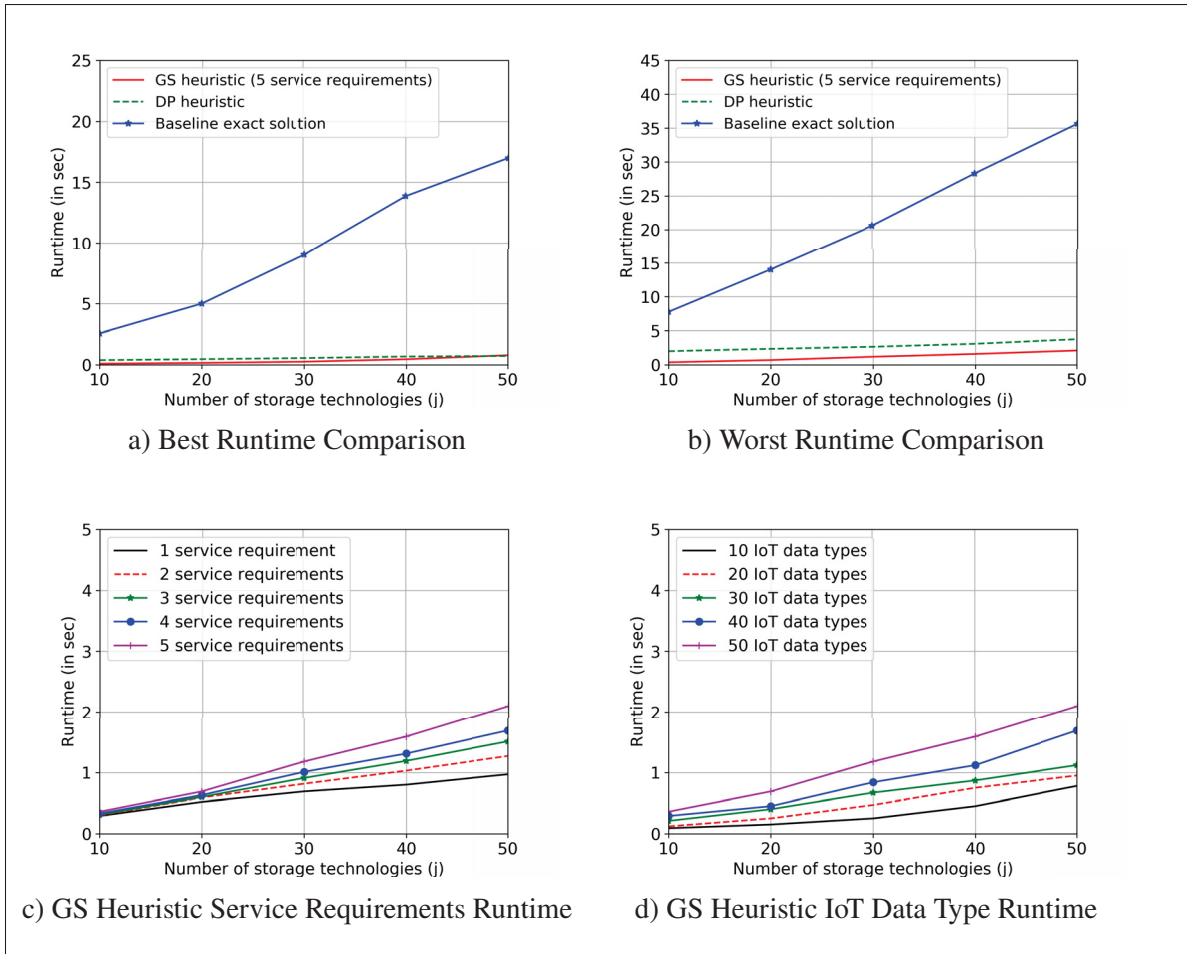 25
20
15
10
5
0
Runtime (in sec)
GS heuristic (5 service requirements)
DP heuristic
Baseline exact solution
10 20 30 40 50
Number of storage technologies (j)
a) Best Runtime Comparison
45
40
35
30
25
20
15
10
5
0
Runtime (in sec)
GS heuristic (5 service requirements)
DP heuristic
Baseline exact solution
10 20 30 40 50
Number of storage technologies (j)
b) Worst Runtime Comparison
5
4
3
2
1
0
Runtime (in sec)
1 service requirement
2 service requirements
3 service requirements
4 service requirements
5 service requirements
10 20 30 40 50
Number of storage technologies (j)
c) GS Heuristic Service Requirements Runtime
5
4
3
2
1
0
Runtime (in sec)
10 IoT data types
20 IoT data types
30 IoT data types
40 IoT data types
50 IoT data types
10 20 30 40 50
Number of storage technologies (j)
d) GS Heuristic IoT Data Type Runtime